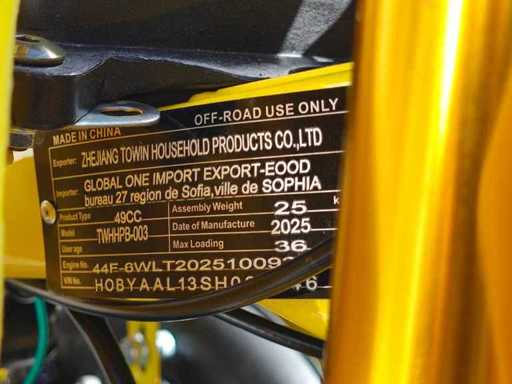 OFF-ROAD USE ONLY
MADE IN CHINA
Exporter: ZHEJIANG TOWIN HOUSEHOLD PRODUCTS CO.,LTD
Importer: GLOBAL ONE IMPORT EXPORT-EOOD
bureau 27 region de Sofia,ville de SOPHIA
Product Type 49CC Assembly Weight 25
Model TWHHPB-003 Date of Manufacture 2025
User age Max Loading 36
Engine No.
V/N No.